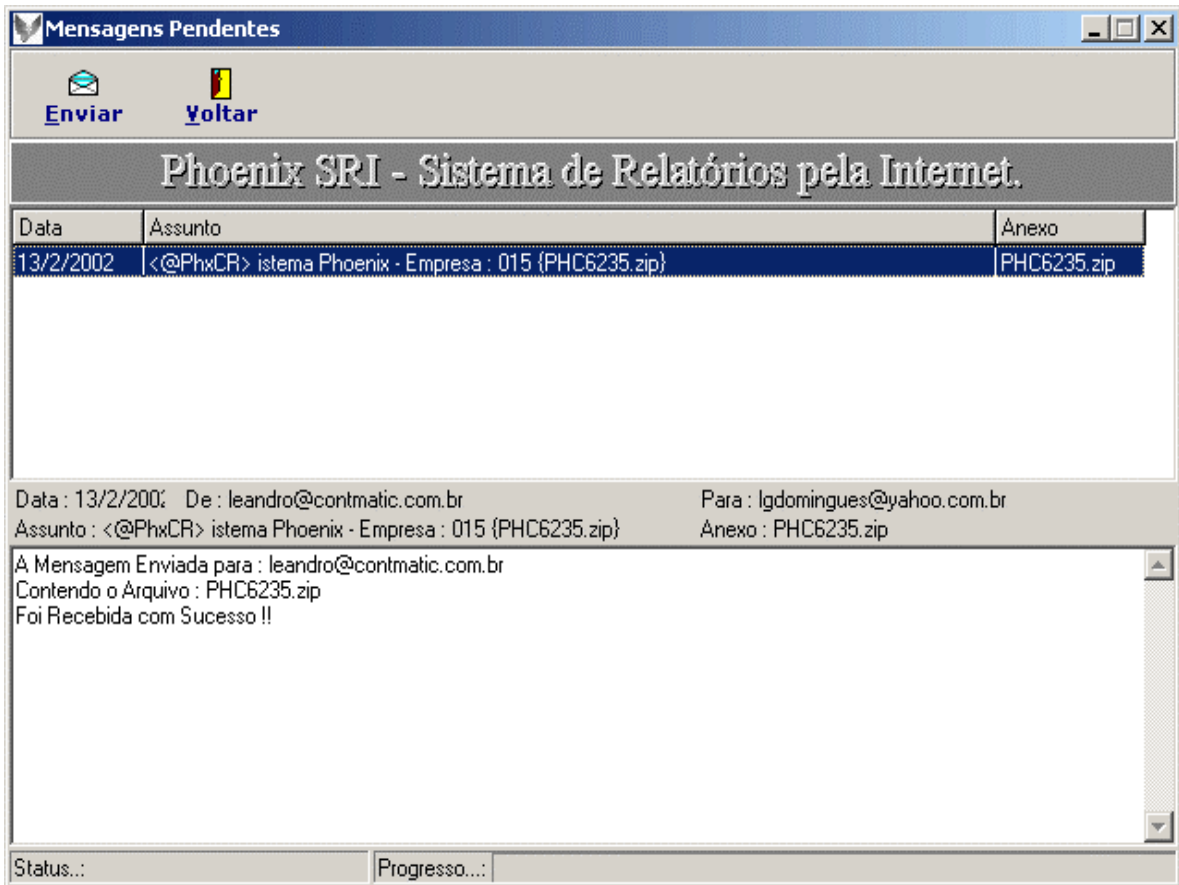 Mensagens Pendentes
Enviar Voltar
Phoenix SRI - Sistema de Relatórios pela Internet.
Data Assunto Anexo
13/2/2002 <@PhxCR> istema Phoenix - Empresa : 015 {PHC6235.zip} PHC6235.zip
Data : 13/2/200 De : leandro@contmatic.com.br Para : lgdomingues@yahoo.com.br
Assunto : <@PhxCR> istema Phoenix - Empresa : 015 {PHC6235.zip} Anexo : PHC6235.zip
A Mensagem Enviada para : leandro@contmatic.com.br
Contendo o Arquivo : PHC6235.zip
Foi Recebida com Sucesso !!
Status..: Progresso...: